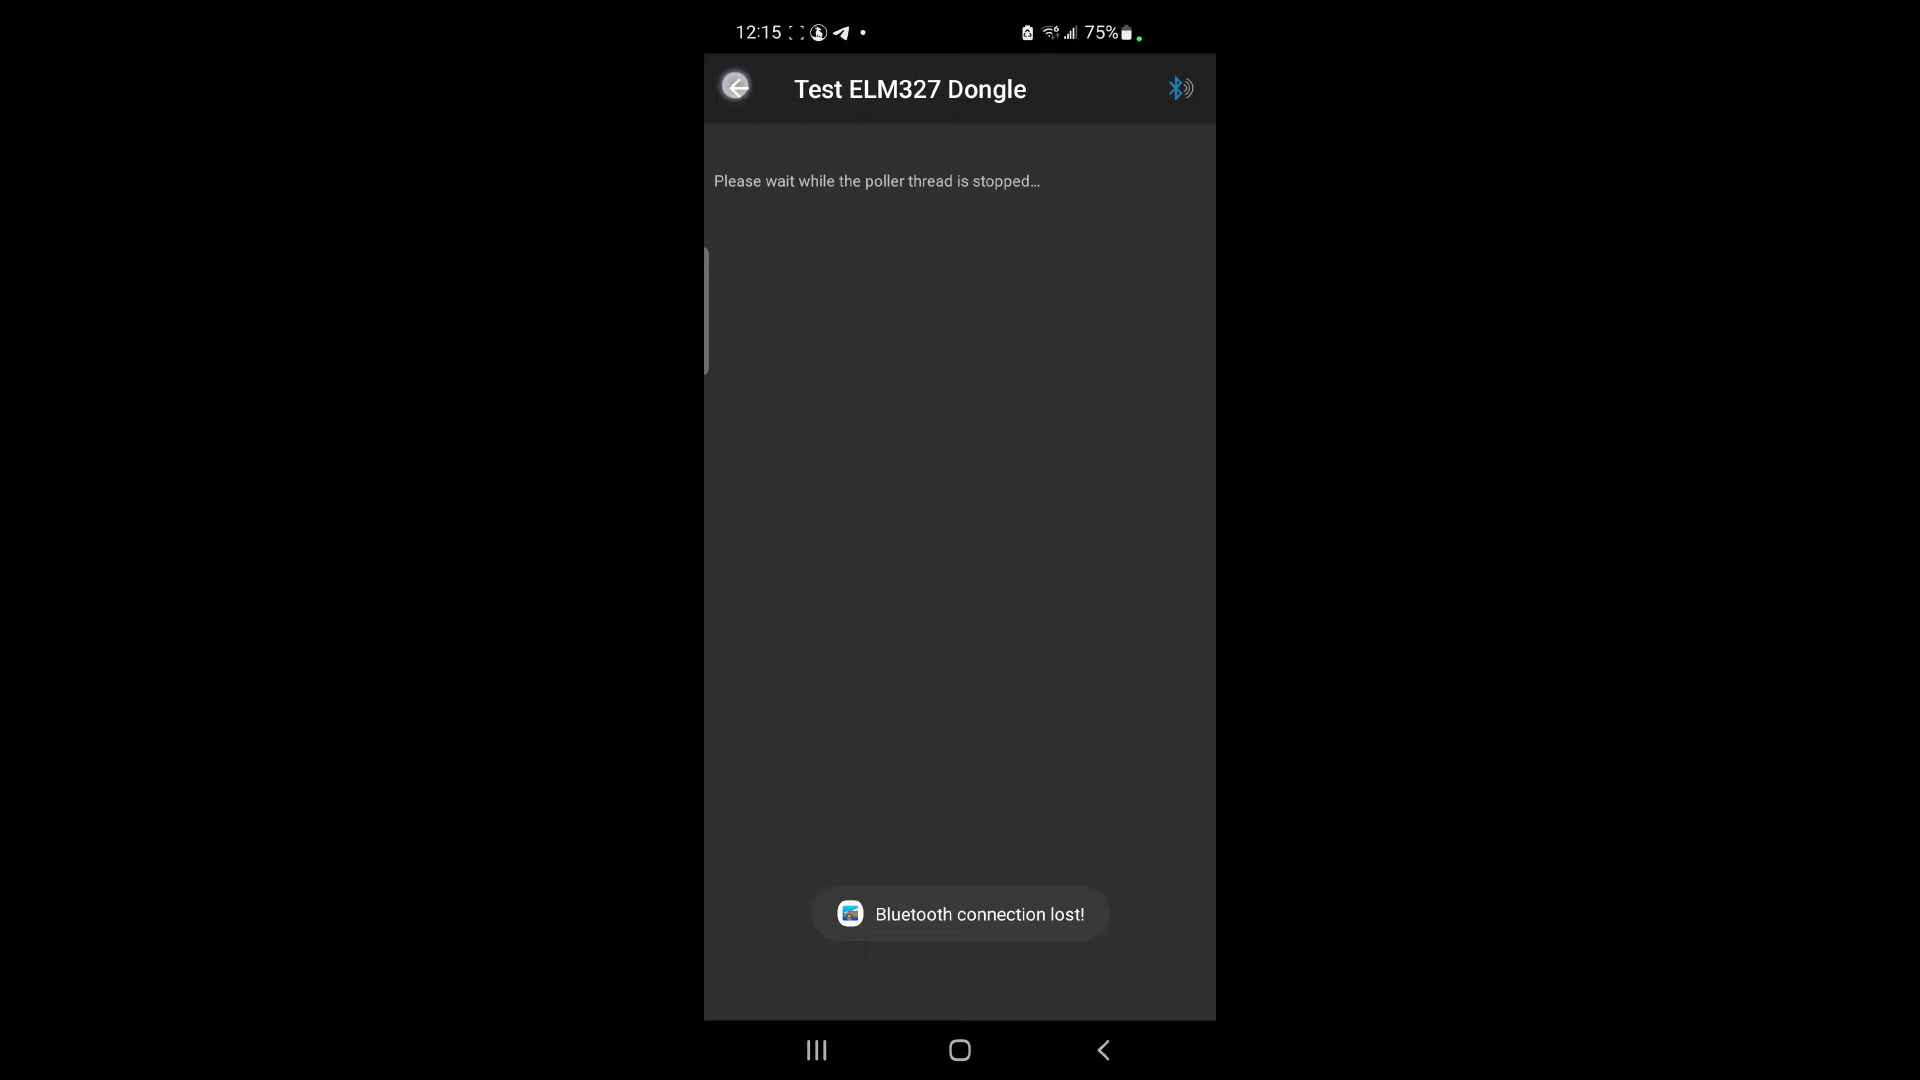 12:15
75%
Test ELM327 Dongle
Please wait while the poller thread is stopped...
Bluetooth connection lost!